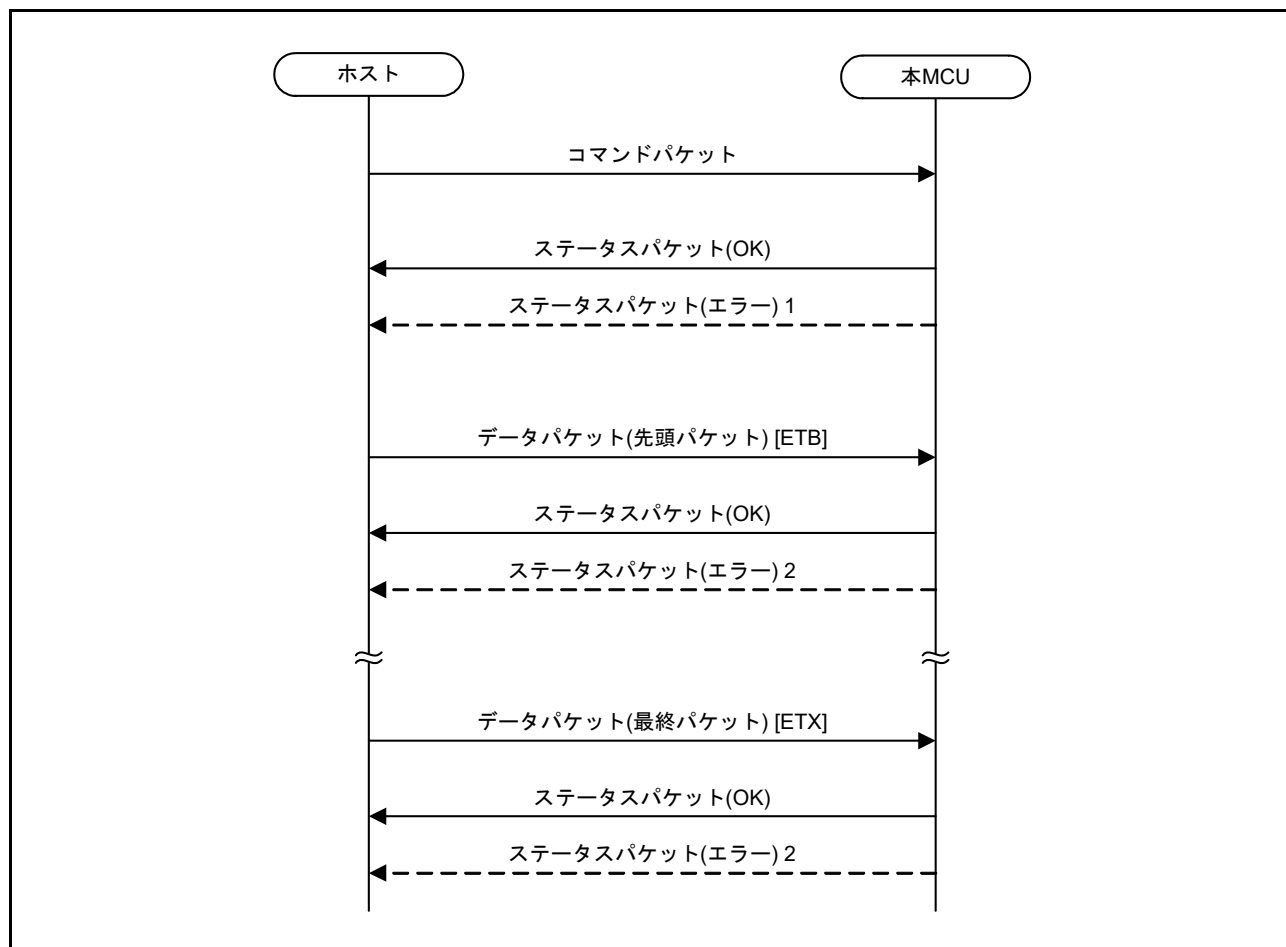 ホスト
本MCU
コマンドパケット
ステータスパケット(OK)
ステータスパケット(エラー) 1
データパケット(先頭パケット) [ETB]
ステータスパケット(OK)
ステータスパケット(エラー) 2
データパケット(最終パケット) [ETX]
ステータスパケット(OK)
ステータスパケット(エラー) 2